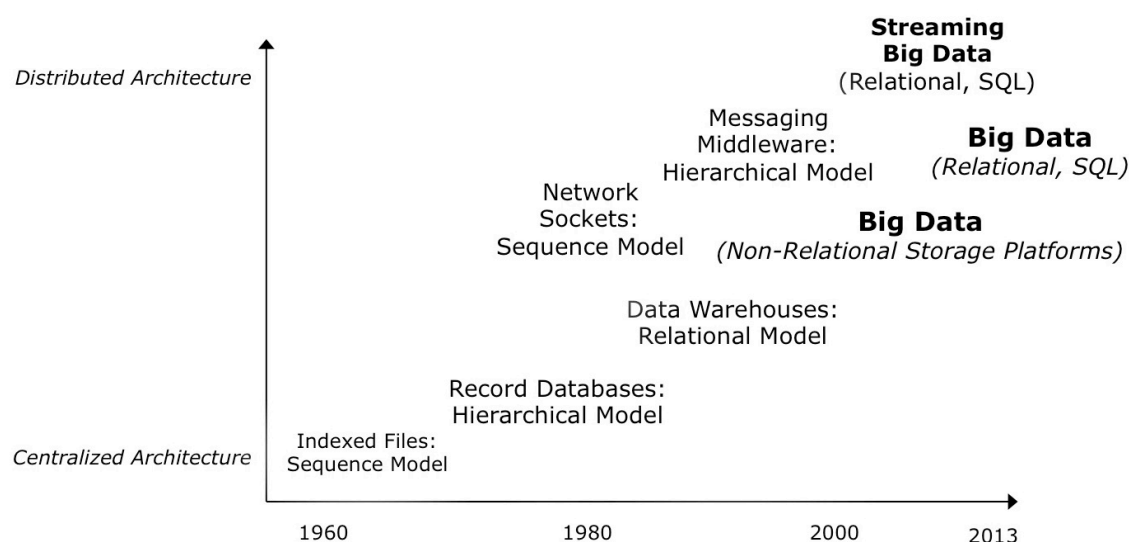 Streaming
Big Data
(Relational, SQL)
Distributed Architecture
Messaging
Middleware:
Hierarchical Model
Big Data
(Relational, SQL)
Network
Sockets:
Sequence Model
Big Data
(Non-Relational Storage Platforms)
Data Warehouses:
Relational Model
Record Databases:
Hierarchical Model
Indexed Files:
Sequence Model
Centralized Architecture
1960
1980
2000
2013